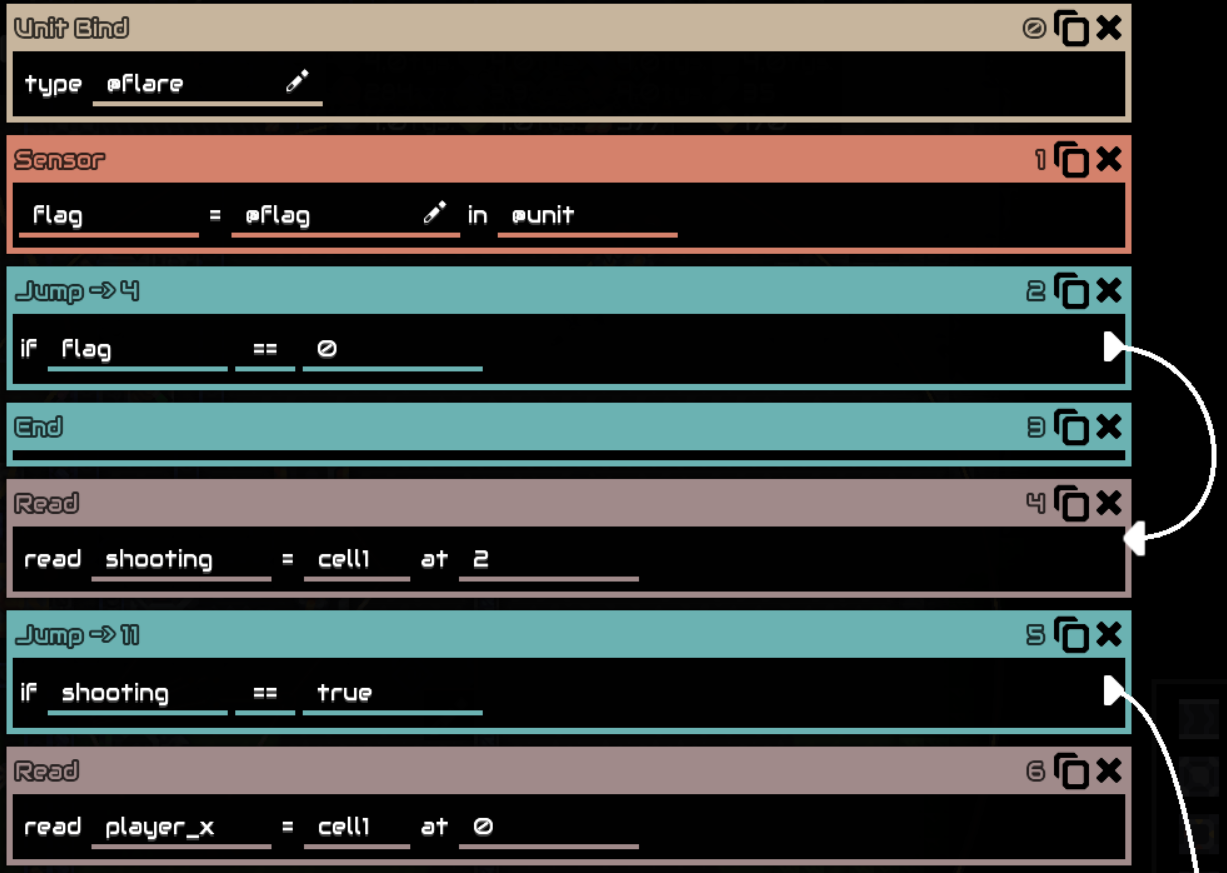 Unit Bind 0
type @flare
Sensor 1
flag = @flag in @unit
Jump -> 4 2
if flag == 0
End 3
Read 4
read shooting = cell1 at 2
Jump -> 11 5
if shooting == true
Read 6
read player_x = cell1 at 0